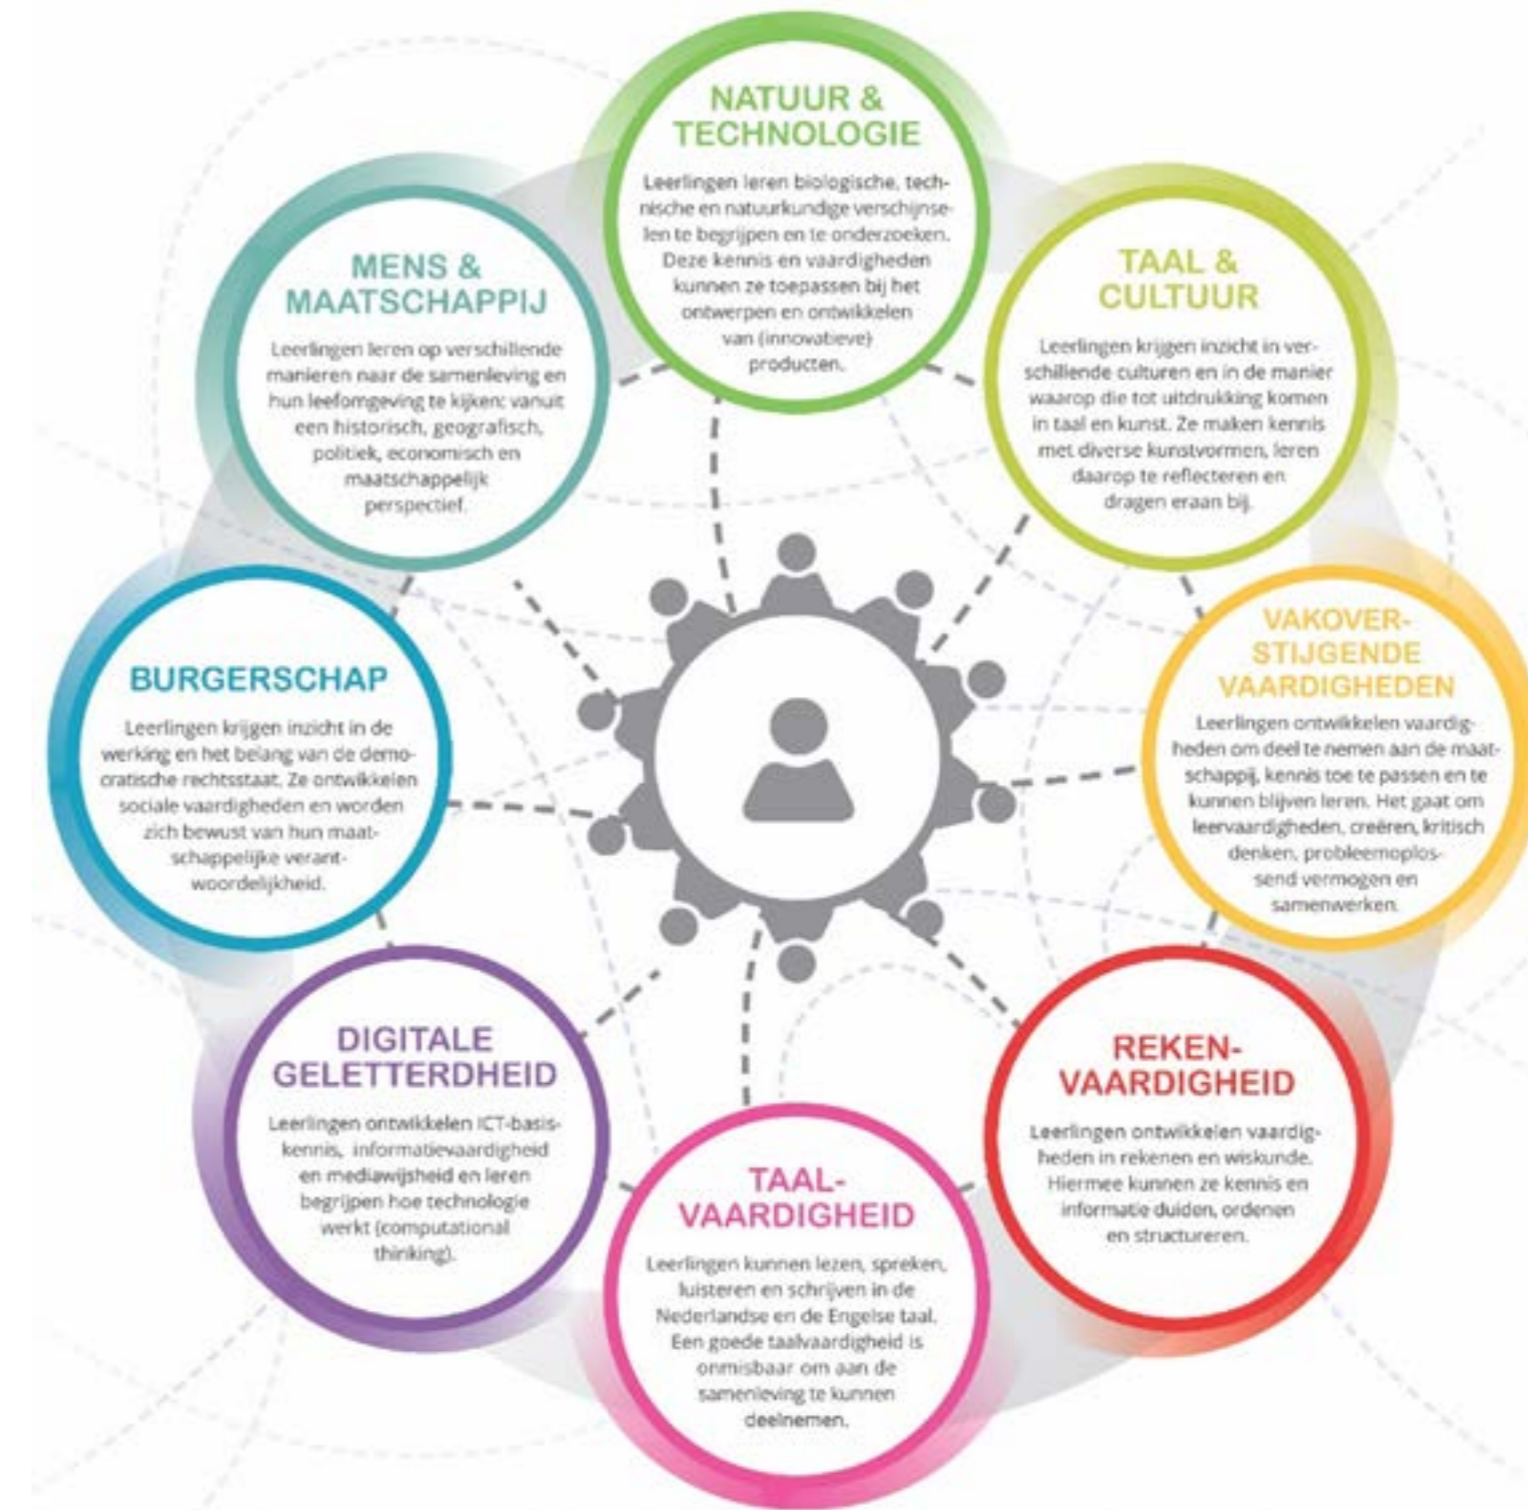 NATUUR &
TECHNOLOGIE
Leerlingen leren biologische, tech-
nische en natuurkundige verschijnse-
len te begrijpen en te onderzoeken.
Deze kennis en vaardigheden
kunnen ze toepassen bij het
ontwerpen en ontwikkelen
van (innovatieve)
producten.
TAAL &
CULTUUR
Leerlingen krijgen inzicht in ver-
schillende culturen en in de manier
waarop die tot uitdrukking komen
in taal en kunst. Ze maken kennis
met diverse kunstvormen, leren
daarop te reflecteren en
dragen eraan bij.
VAKOVER-
STIJGENDE
VAARDIGHEDEN
Leerlingen ontwikkelen vaardig-
heden om deel te nemen aan de maat-
schappij, kennis toe te passen en te
kunnen blijven leren. Het gaat om
leervaardigheden, creëren, kritisch
denken, probleemoplos-
send vermogen en
samenwerken.
REKEN-
VAARDIGHEID
Leerlingen ontwikkelen vaardig-
heden in rekenen en wiskunde.
Hiermee kunnen ze kennis en
informatie duiden, ordenen
en structureren.
TAAL-
VAARDIGHEID
Leerlingen kunnen lezen, spreken,
luisteren en schrijven in de
Nederlandse en de Engelse taal.
Een goede taalvaardigheid is
onmisbaar om aan de
samenleving te kunnen
deelnemen.
DIGITALE
GELETTERDHEID
Leerlingen ontwikkelen ICT-basis-
kennis, informatievaardigheid
en mediawijsheid en leren
begrijpen hoe technologie
werkt (computational
thinking).
BURGERSCHAP
Leerlingen krijgen inzicht in de
werking en het belang van de demo-
cratische rechtsstaat. Ze ontwikkelen
sociale vaardigheden en worden
zich bewust van hun maat-
schappelijke verant-
woordelijkheid.
MENS &
MAATSCHAPPIJ
Leerlingen leren op verschillende
manieren naar de samenleving en
hun leefomgeving te kijken: vanuit
een historisch, geografisch,
politiek, economisch en
maatschappelijk
perspectief.